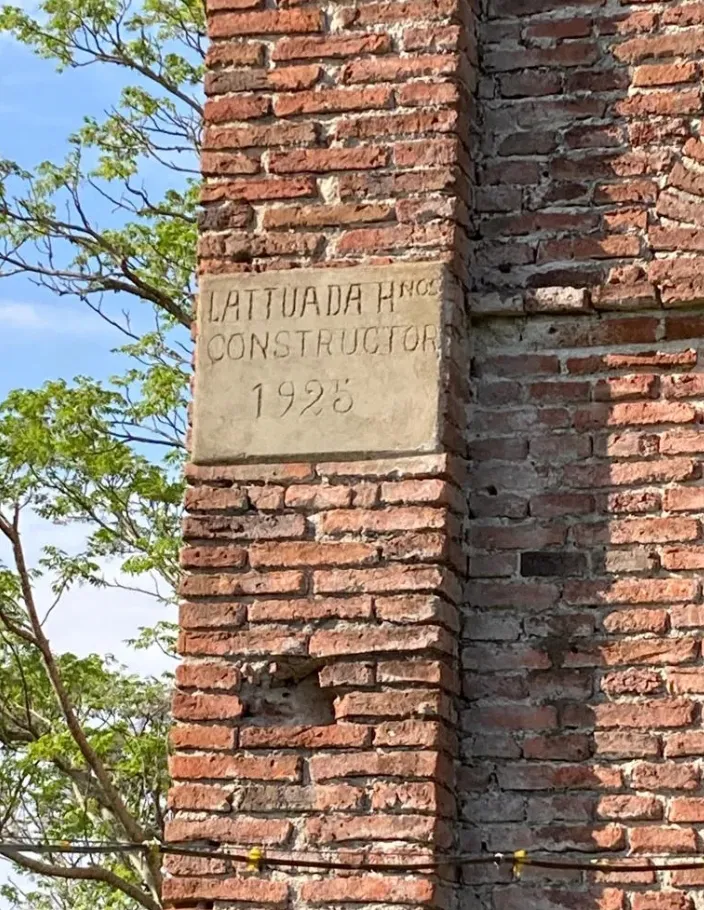 LATTUADA HNOS
CONSTRUCTOR
1925